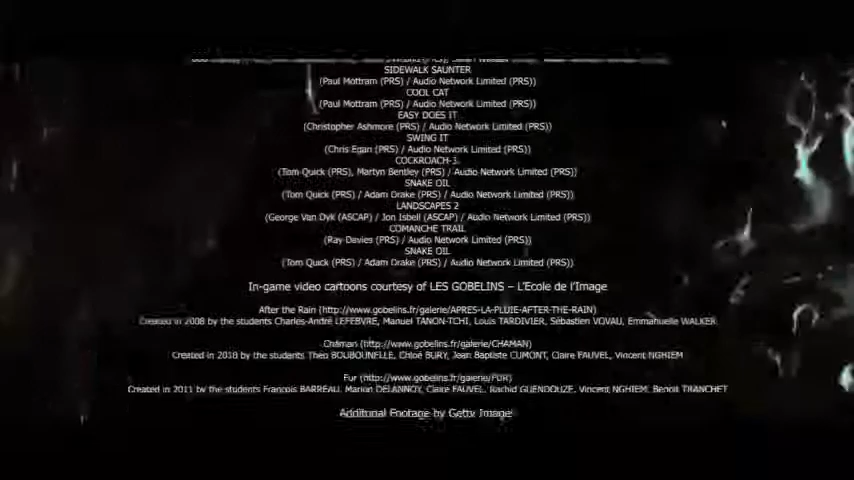 SIDEWALK SAUNTER
(Paul Mottram (PRS) / Audio Network Limited (PRS))
COOL CAT
(Paul Mottram (PRS) / Audio Network Limited (PRS))
EASY DOES IT
(Christopher Ashmore (PRS) / Audio Network Limited (PRS))
SWING IT
(Chris Egan (PRS) / Audio Network Limited (PRS))
COCKROACH-3.
(Tom Quick (PRS), Martyn Bentley (PRS) / Audio Network Limited (PRS))
SNAKE OIL
(Tom Quick (PRS) / Adam Drake (PRS) / Audio Network Limited (PRS))
LANDSCAPES 2
(George Van Dyk (ASCAP) / Jon Isbell (ASCAP) / Audio Network Limited (PRS))
COMANCHE TRAIL
(Ray Davies (PRS) / Audio Network Limited (PRS))
SNAKE OIL
(Tom Quick (PRS) / Adam Drake (PRS) / Audio Network Limited (PRS))
In-game video cartoons courtesy of LES GOBELINS – L'Ecole de l'Image
After the Rain (http://www.gobelins.fr/galerie/APRES-LA-PLUIE-AFTER-THE-RAIN)
Created in 2008 by the students Charles-André LEFEBVRE, Manuel TANON-TCHI, Louis TARDIVIER, Sébastien VOVAU, Emmanuelle WALKER
Chaman (http://www.gobelins.fr/galerie/CHAMAN)
Created in 2010 by the students Théo BOUBOUNELLE, Chloé BURY, Jean Baptiste CUMONT, Claire FAUVEL, Vincent NGHIEM
Fur (http://www.gobelins.fr/galerie/FUR)
Created in 2011 by the students François BARREAU, Marion DELANNOY, Claire FAUVEL, Rachid GUENDOUZE, Vincent NGHIEM, Benoit TRANCHET
Additional Footage by Getty Image